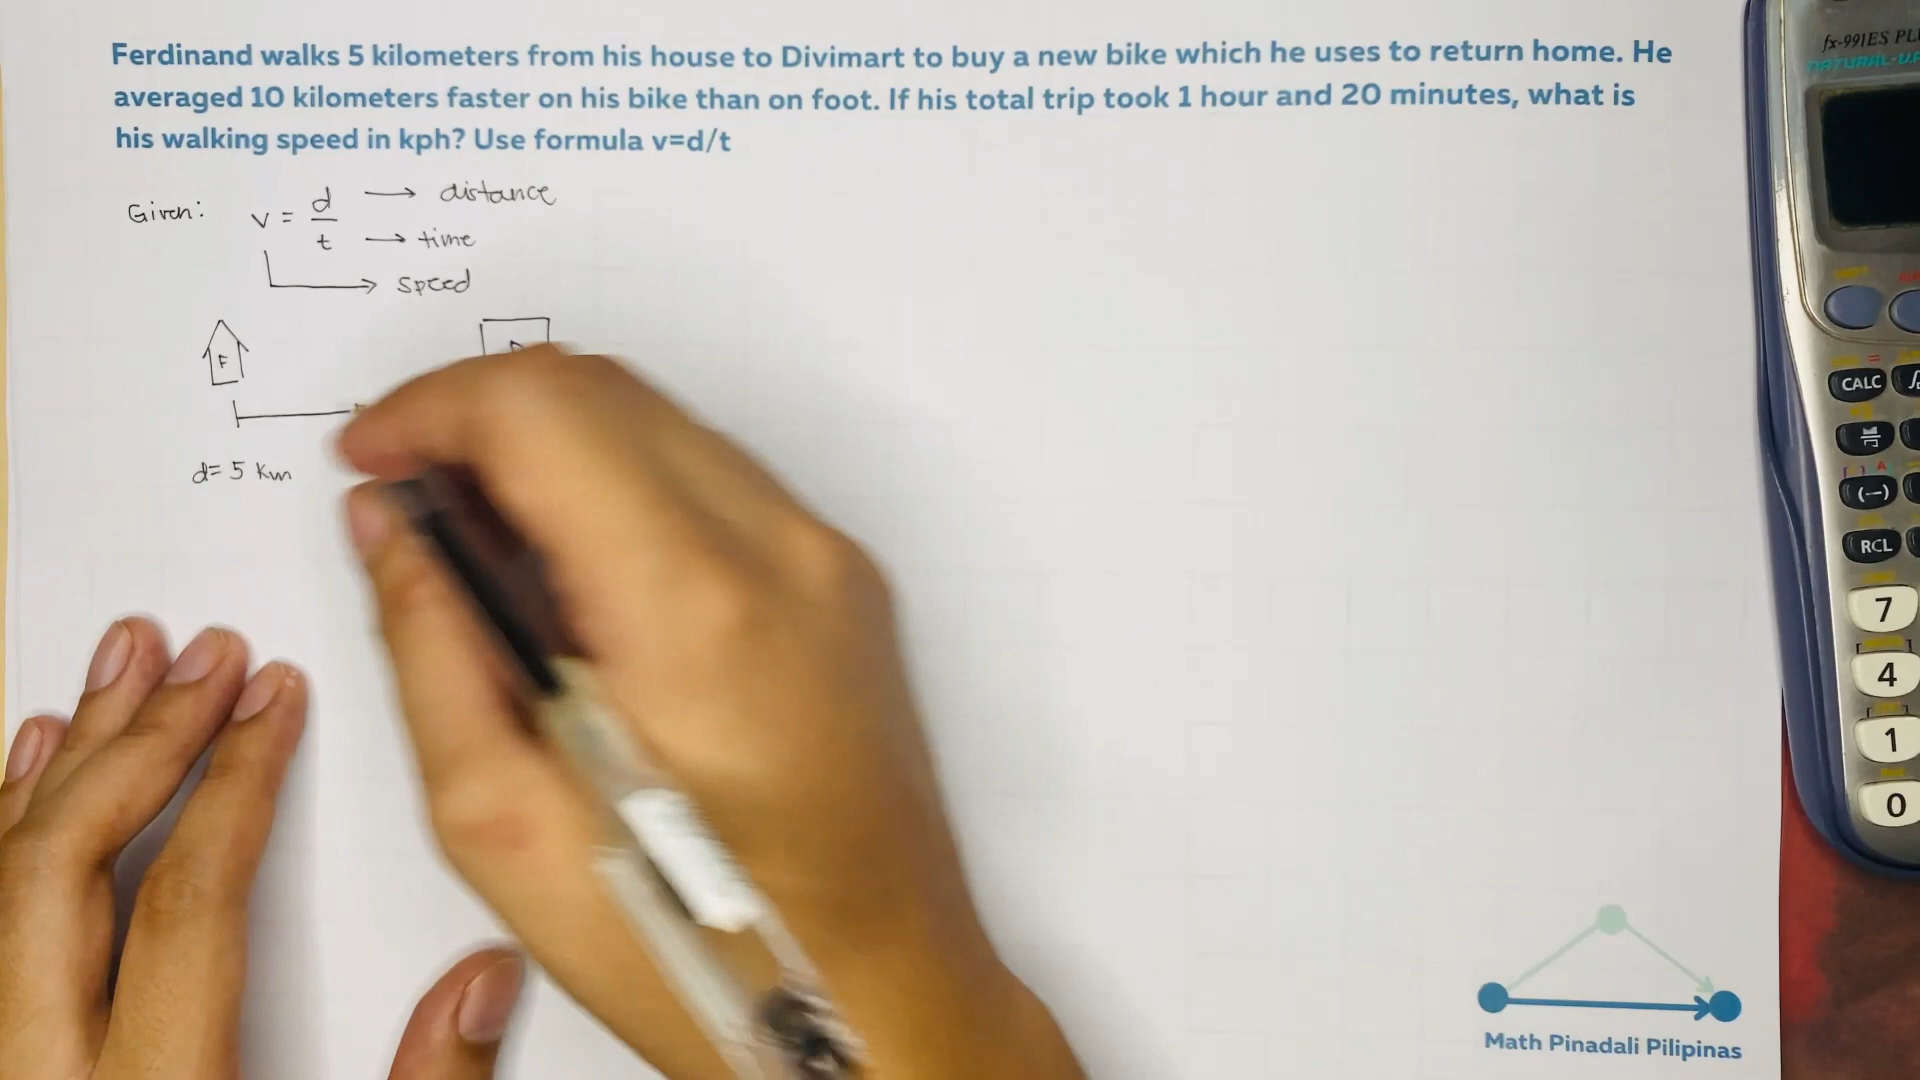 Ferdinand walks 5 kilometers from his house to Divimart to buy a new bike which he uses to return home. He
averaged 10 kilometers faster on his bike than on foot. If his total trip took 1 hour and 20 minutes, what is
his walking speed in kph? Use formula v=d/t
Given: v = d/t
→ distance
→ time
→ speed
F
d= 5 Km
fx-991ES PL
NATURAL-V.P
CALC
(−)
RCL
7
4
1
0
Math Pinadali Pilipinas